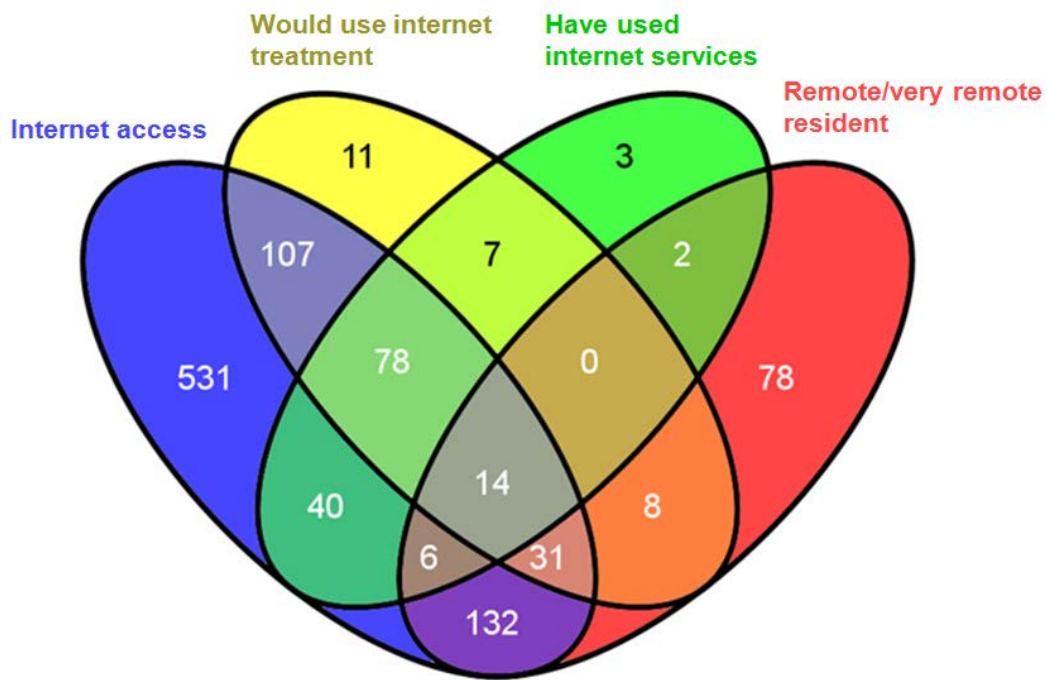 Would use internet
treatment
Have used
internet services
Remote/very remote
resident
Internet access
11
3
107
7
2
531
78
0
78
14
40
8
6
31
132